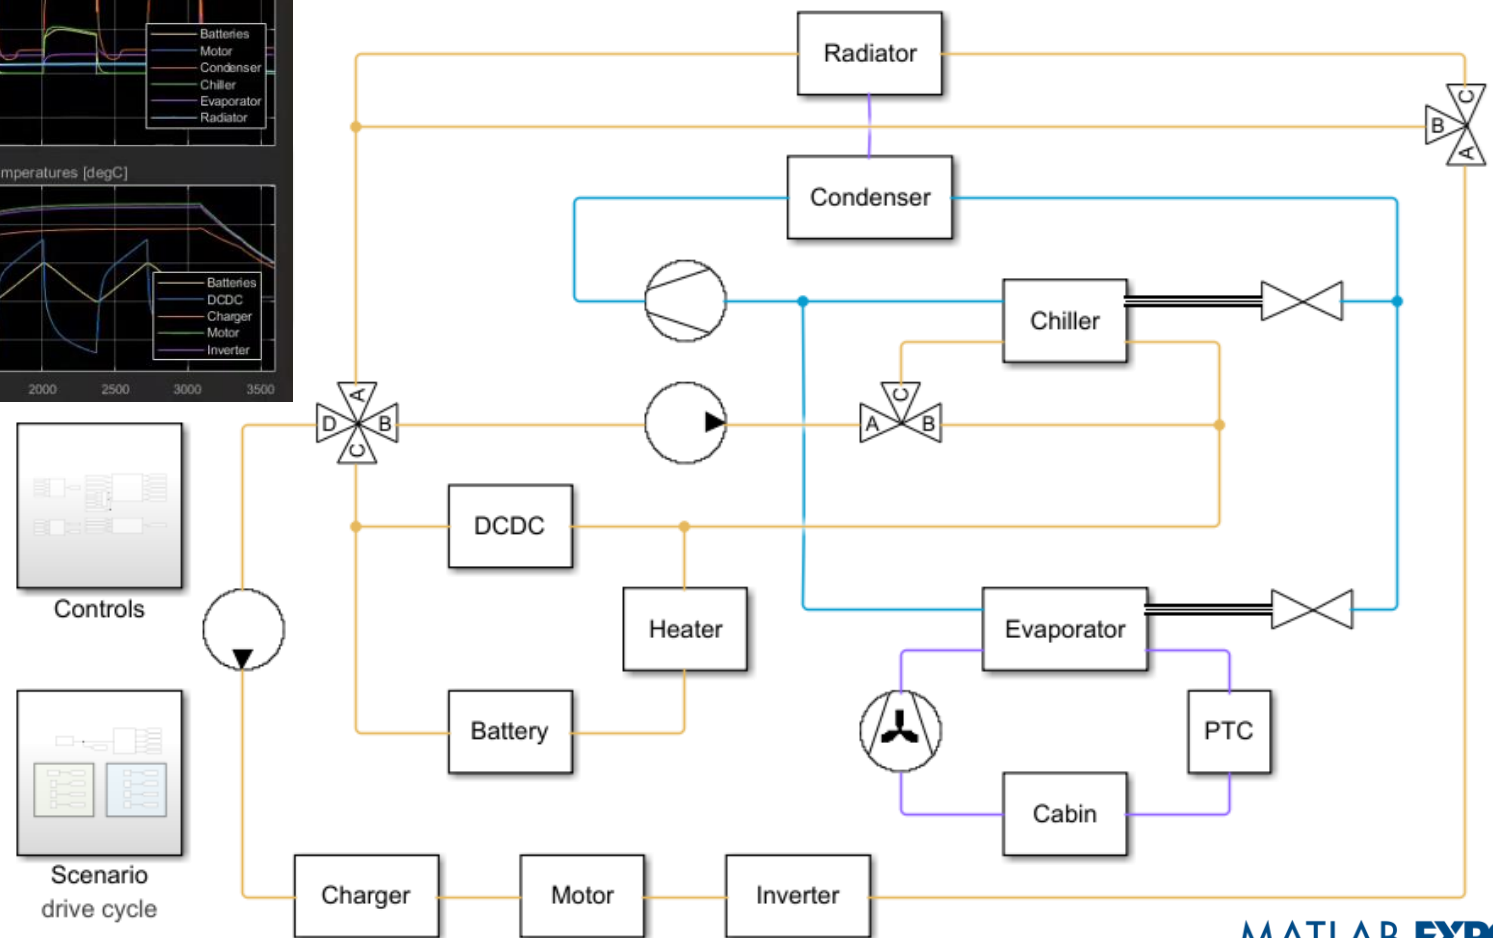 Batteries
Motor
Condenser
Chiller
Evaporator
Radiator
[degC]
Batteries
DCDC
Charger
Motor
Inverter
2000 2500 3000 3500
Radiator
C
B
A
Condenser
Chiller
A
D B
C
C
A B
DCDC
Controls
Heater
Evaporator
Battery
PTC
Cabin
Scenario
drive cycle
Charger
Motor
Inverter
MATLAB